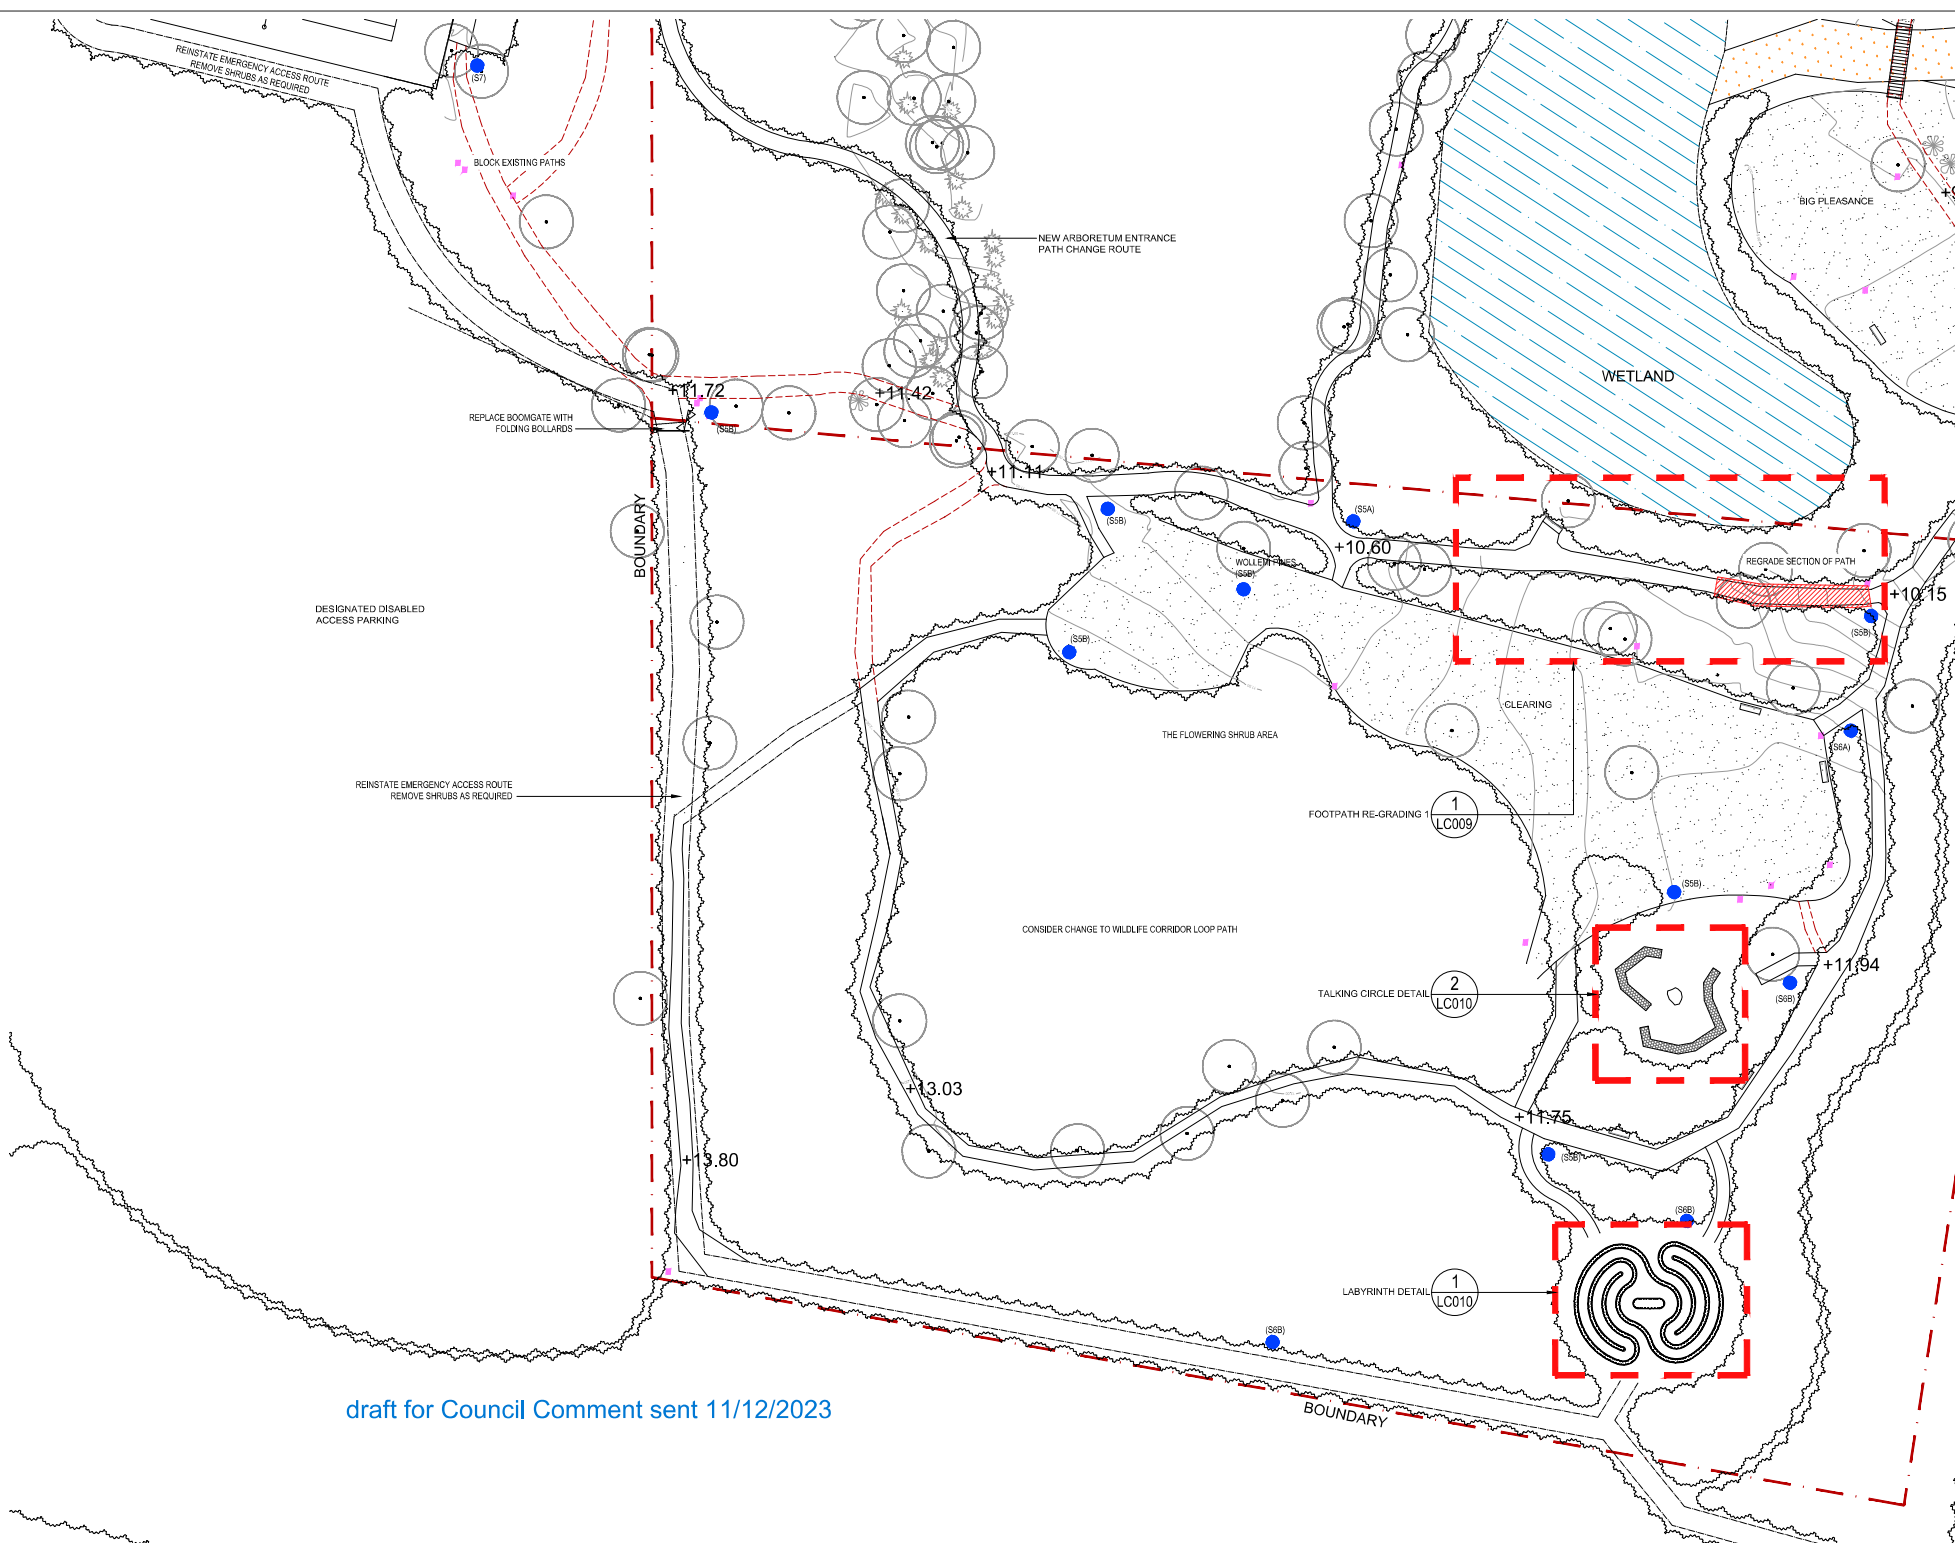 REINSTATE EMERGENCY ACCESS ROUTE
REMOVE SHRUBS AS REQUIRED
(S7)
BLOCK EXISTING PATHS
BIG PLEASANCE
NEW ARBORETUM ENTRANCE
PATH CHANGE ROUTE
WETLAND
+11.72
+11.42
REPLACE BOOMGATE WITH
FOLDING BOLLARDS
(S5B)
+11.11
BOUNDARY
(S5B)
(S5A)
+10.60
WOLLEMI PINES
(S5B)
REGRADE SECTION OF PATH
+10.15
(S5B)
DESIGNATED DISABLED
ACCESS PARKING
(S5B)
CLEARING
THE FLOWERING SHRUB AREA
(S6A)
REINSTATE EMERGENCY ACCESS ROUTE
REMOVE SHRUBS AS REQUIRED
FOOTPATH RE-GRADING 1
1
LC009
(S5B)
CONSIDER CHANGE TO WILDLIFE CORRIDOR LOOP PATH
+11.94
TALKING CIRCLE DETAIL
2
LC010
(S6B)
+13.03
+11.75
(S5B)
+13.80
(S6B)
LABYRINTH DETAIL
1
LC010
(S6B)
draft for Council Comment sent 11/12/2023
BOUNDARY